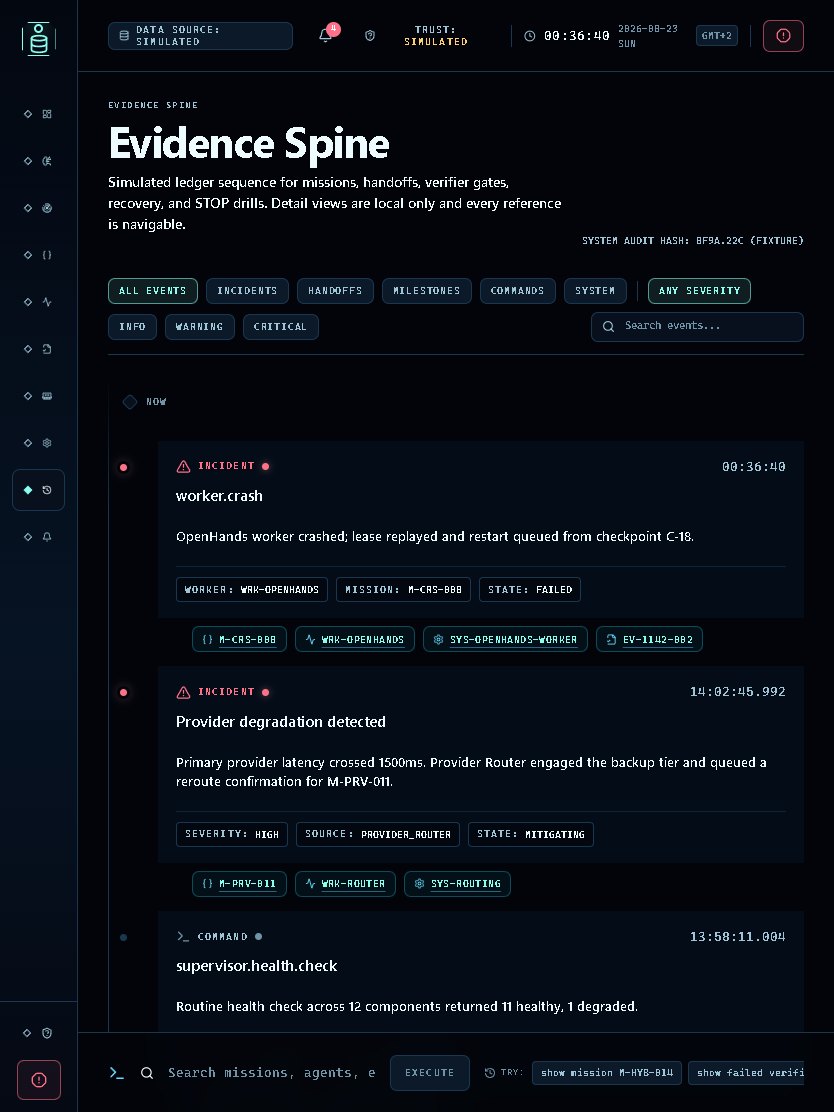 DATA SOURCE:
SIMULATED
4
TRUST:
SIMULATED
00:36:40
2026-08-23
SUN
GMT+2
EVIDENCE SPINE
Evidence Spine
Simulated ledger sequence for missions, handoffs, verifier gates,
recovery, and STOP drills. Detail views are local only and every reference
is navigable.
SYSTEM AUDIT HASH: 8F9A.22C (FIXTURE)
ALL EVENTS INCIDENTS HANDOFFS MILESTONES COMMANDS SYSTEM ANY SEVERITY
INFO WARNING CRITICAL Search events...
NOW
INCIDENT 00:36:40
worker.crash
OpenHands worker crashed; lease replayed and restart queued from checkpoint C-18.
WORKER: WRK-OPENHANDS MISSION: M-CRS-008 STATE: FAILED
M-CRS-008 WRK-OPENHANDS SYS-OPENHANDS-WORKER EV-1142-002
INCIDENT 14:02:45.992
Provider degradation detected
Primary provider latency crossed 1500ms. Provider Router engaged the backup tier and queued a
reroute confirmation for M-PRV-011.
SEVERITY: HIGH SOURCE: PROVIDER_ROUTER STATE: MITIGATING
M-PRV-011 WRK-ROUTER SYS-ROUTING
COMMAND 13:58:11.004
supervisor.health.check
Routine health check across 12 components returned 11 healthy, 1 degraded.
Search missions, agents, e EXECUTE TRY: show mission M-HYB-014 show failed verifi